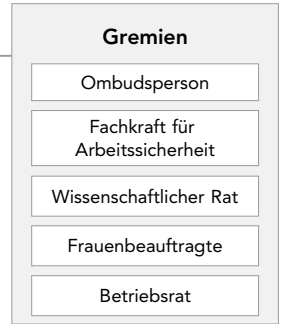 Gremien
Ombudsperson
Fachkraft für
Arbeitssicherheit
Wissenschaftlicher Rat
Frauenbeauftragte
Betriebsrat